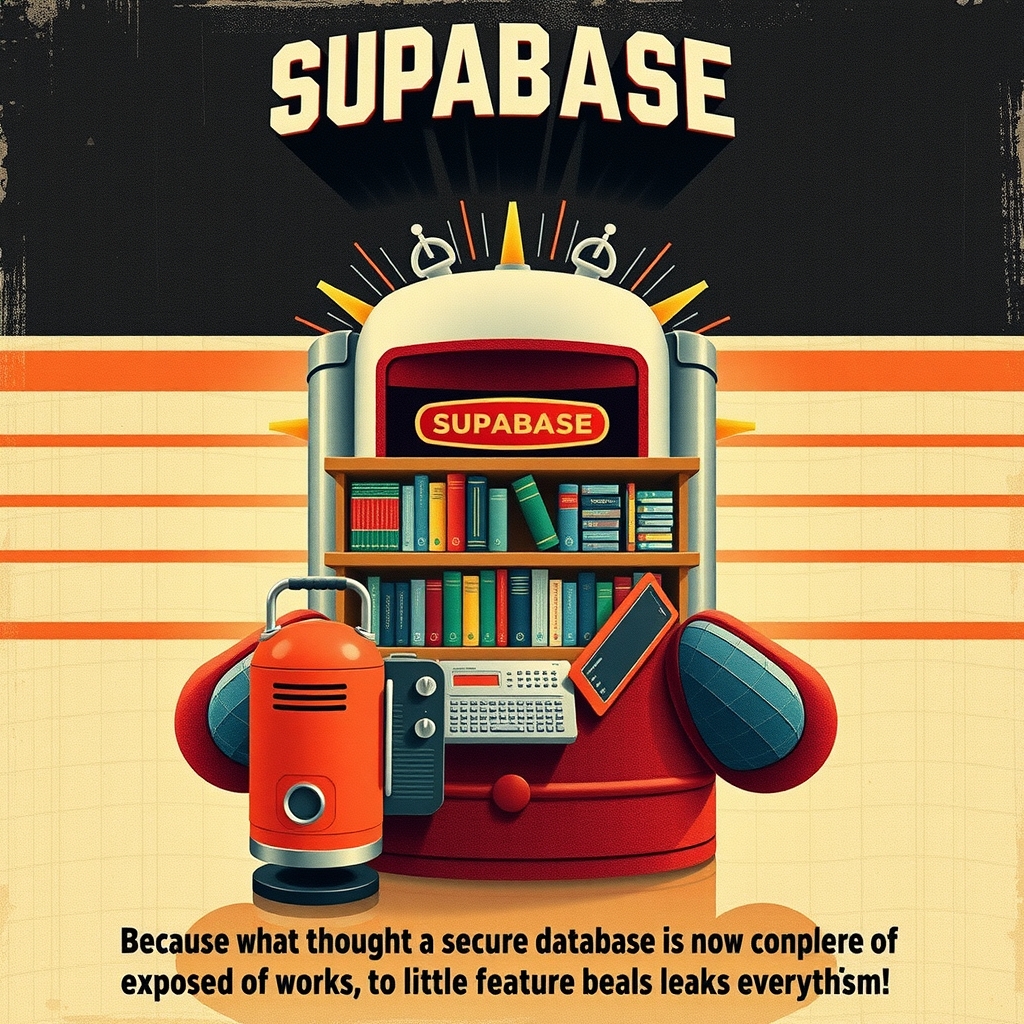 SUPABASE
SUPABASE
Because what thought a secure database is now conplere of
exposed of works, to little feature beals leaks everythısm!